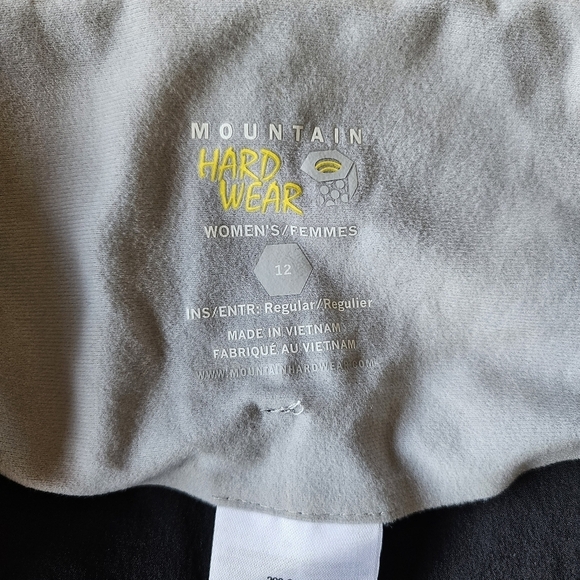 MOUNTAIN
HARD
WEAR
WOMEN'S/FEMMES
12
INS/ENTR: Regular/Regulier
MADE IN VIETNAM
FABRIQUÉ AU VIETNAM
WWW.MOUNTAINHARDWEAR.COM